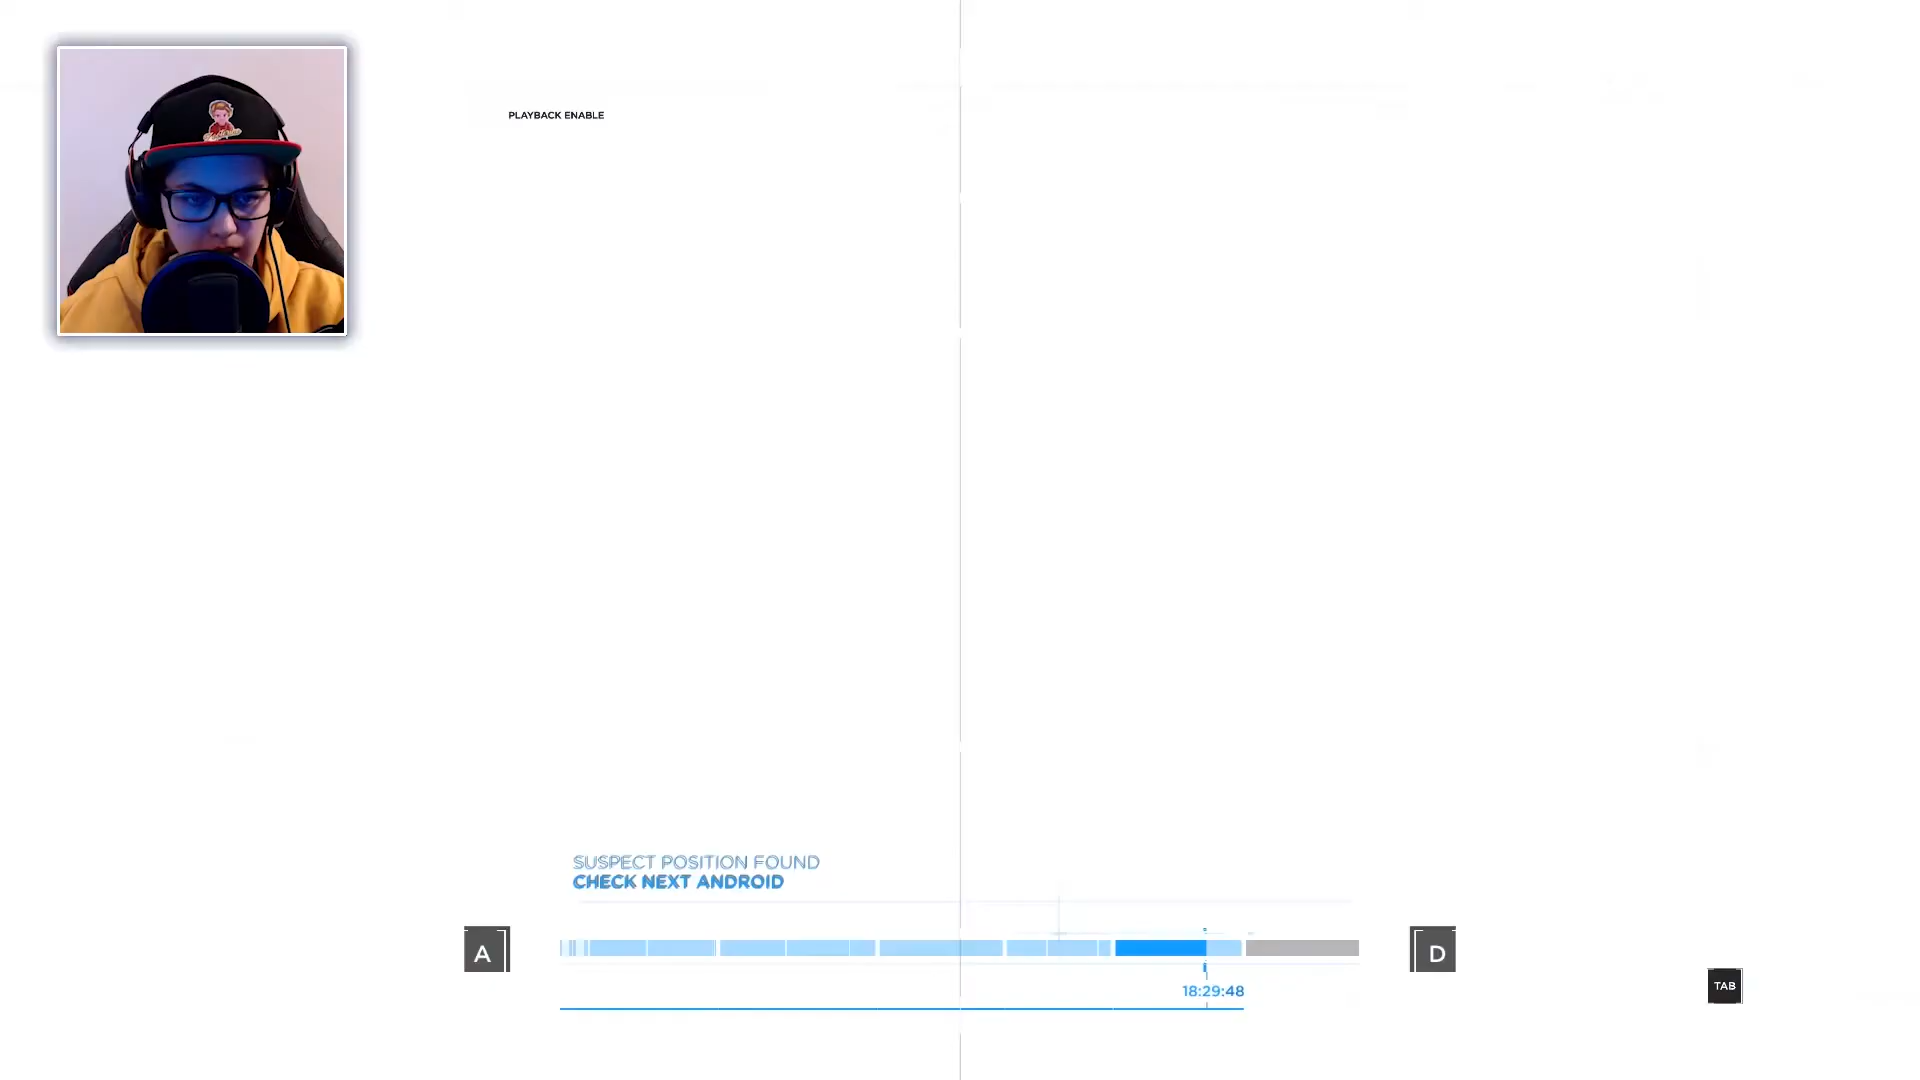 PLAYBACK ENABLE
SUSPECT POSITION FOUND
CHECK NEXT ANDROID
A
D
18:29:48
TAB